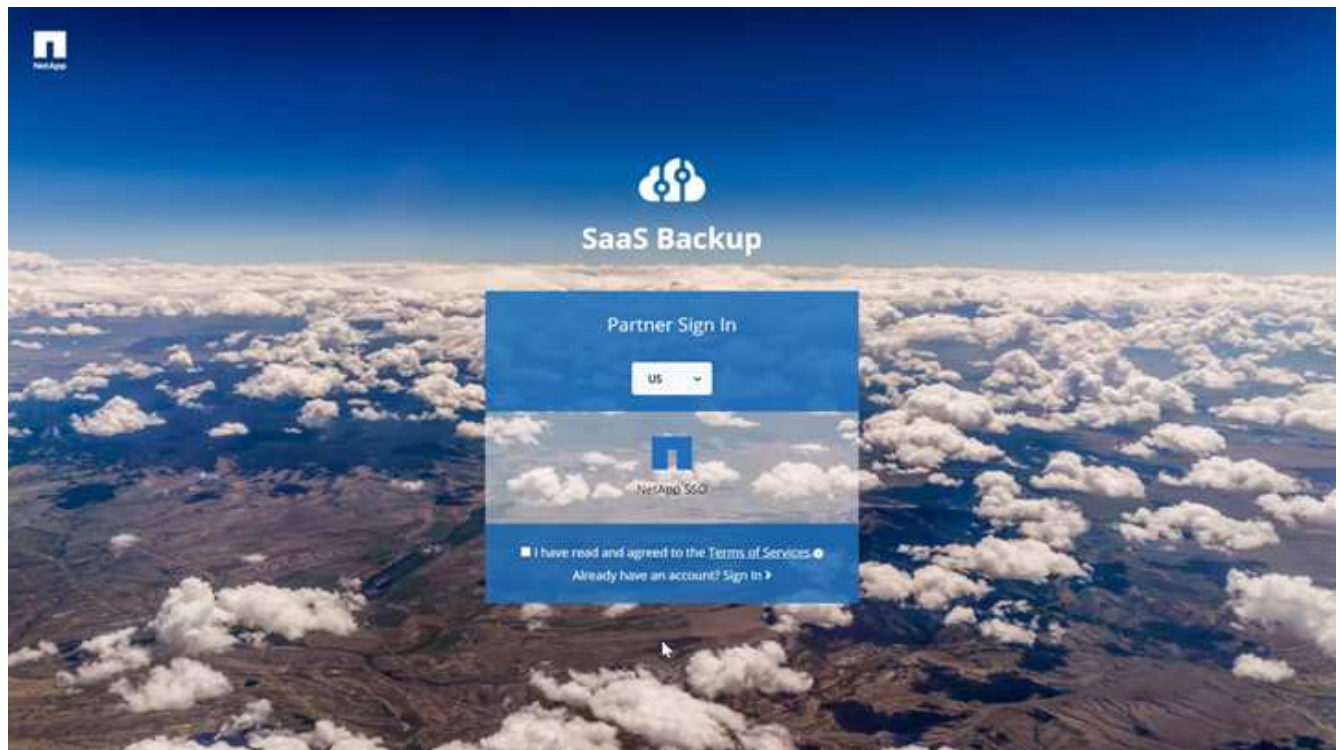 NetApp
SaaS Backup
Partner Sign In
US
NetApp SSO
I have read and agreed to the Terms of Services
Already have an account? Sign In >